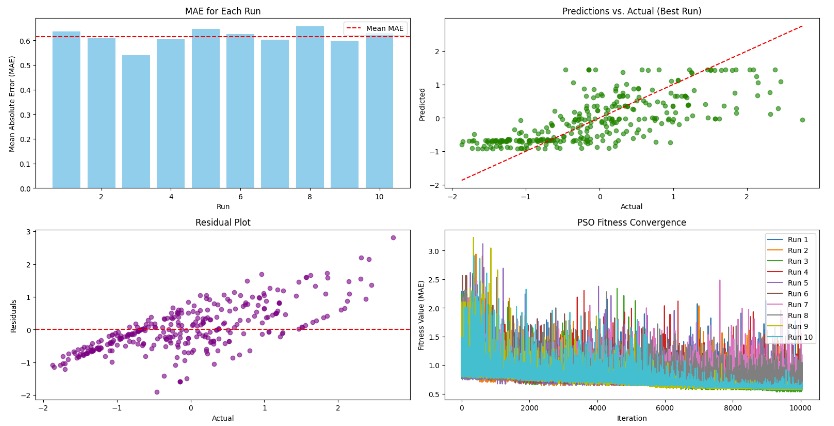 MAE for Each Run
Mean Absolute Error (MAE)
0.6
0.5
0.4
0.3
0.2
0.1
0.0
Mean MAE
2
4
6
8
10
Run
Predictions vs. Actual (Best Run)
Predicted
2
1
0
−1
−2
−2
−1
0
1
2
Actual
Residual Plot
Residuals
3
2
1
0
−1
−2
−2
−1
0
1
2
Actual
PSO Fitness Convergence
Fitness Value (MAE)
3.0
2.5
2.0
1.5
1.0
0.5
Run 1
Run 2
Run 3
Run 4
Run 5
Run 6
Run 7
Run 8
Run 9
Run 10
0
2000
4000
6000
8000
10000
Iteration